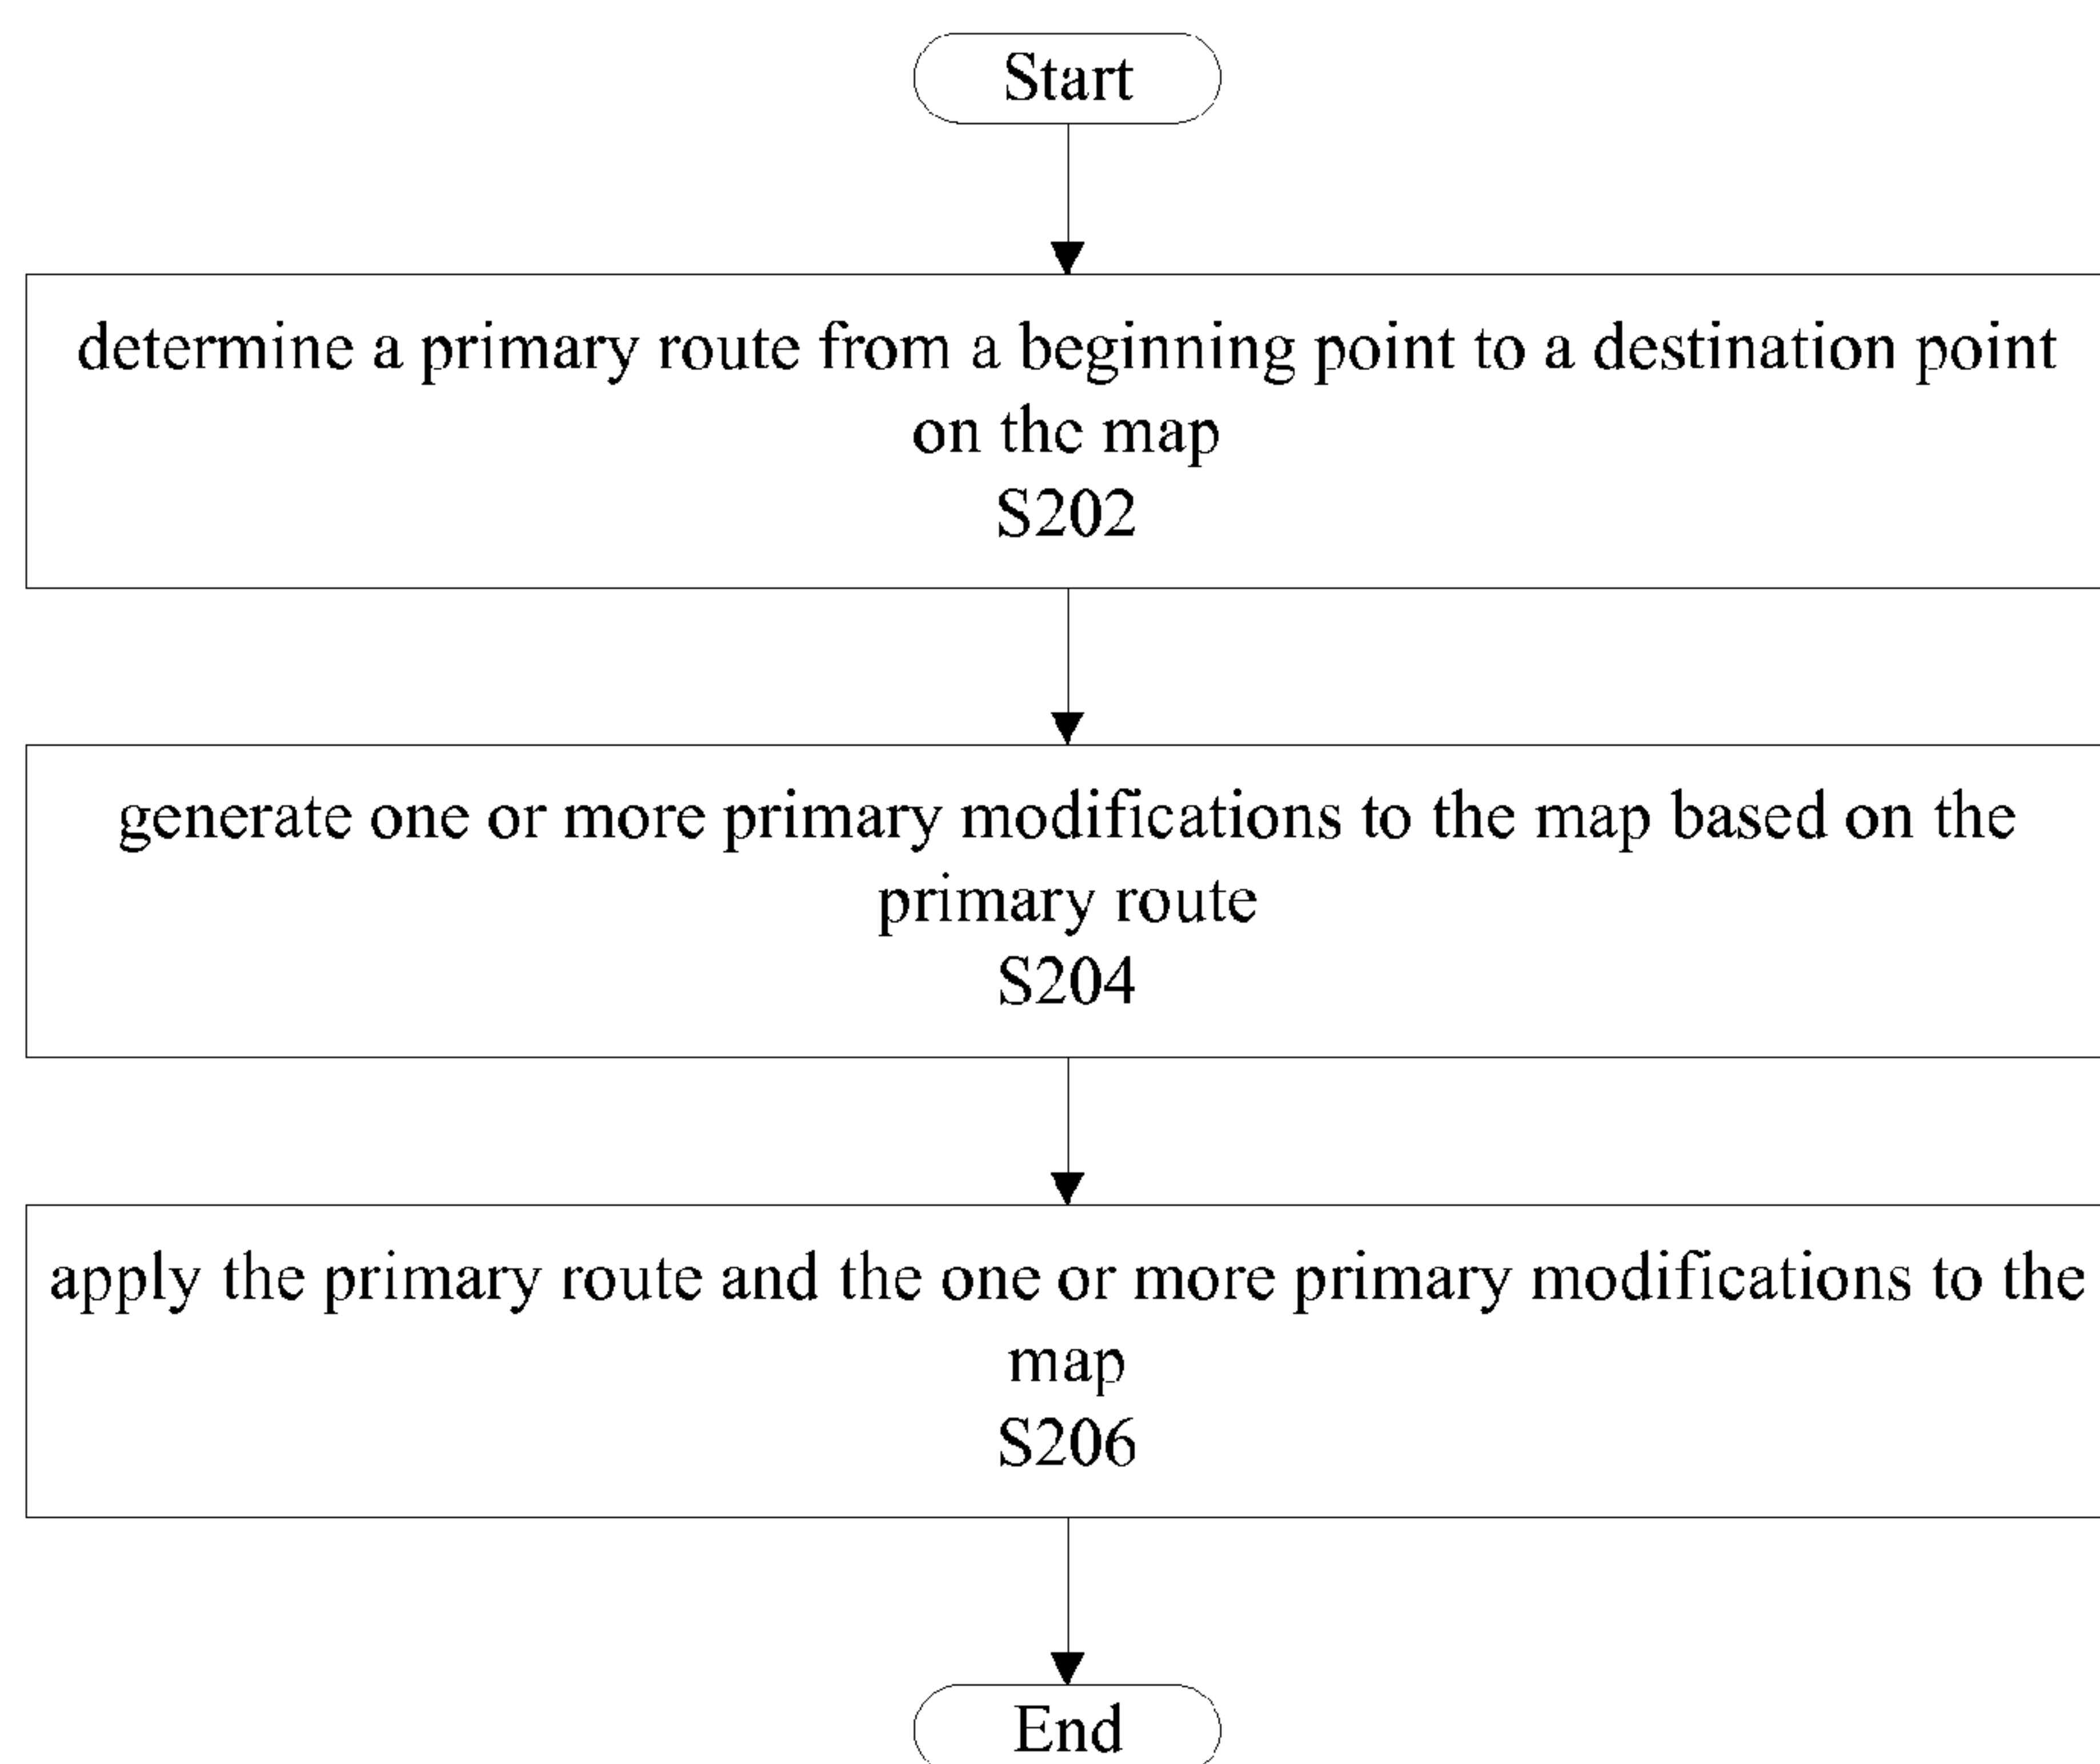 Start
determine a primary route from a beginning point to a destination point
on the map
S202
generate one or more primary modifications to the map based on the
primary route
S204
apply the primary route and the one or more primary modifications to the
map
S206
End